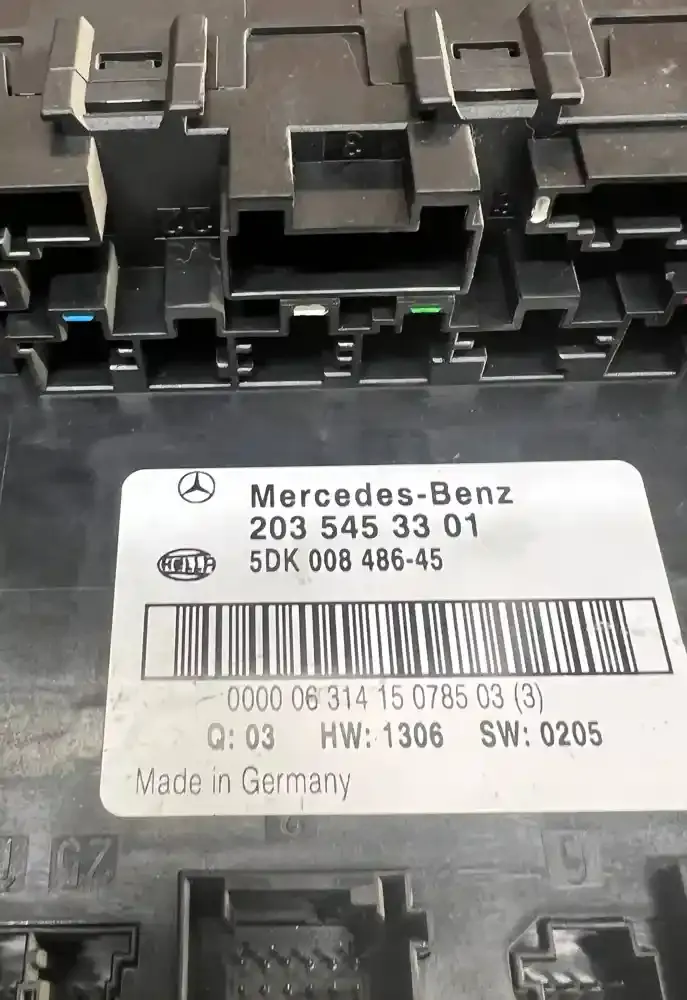 3
Mercedes-Benz
203 545 33 01
HELLA
5DK 008 486-45
0000 06 314 15 0785 03 (3)
Q: 03 HW: 1306 SW: 0205
Made in Germany